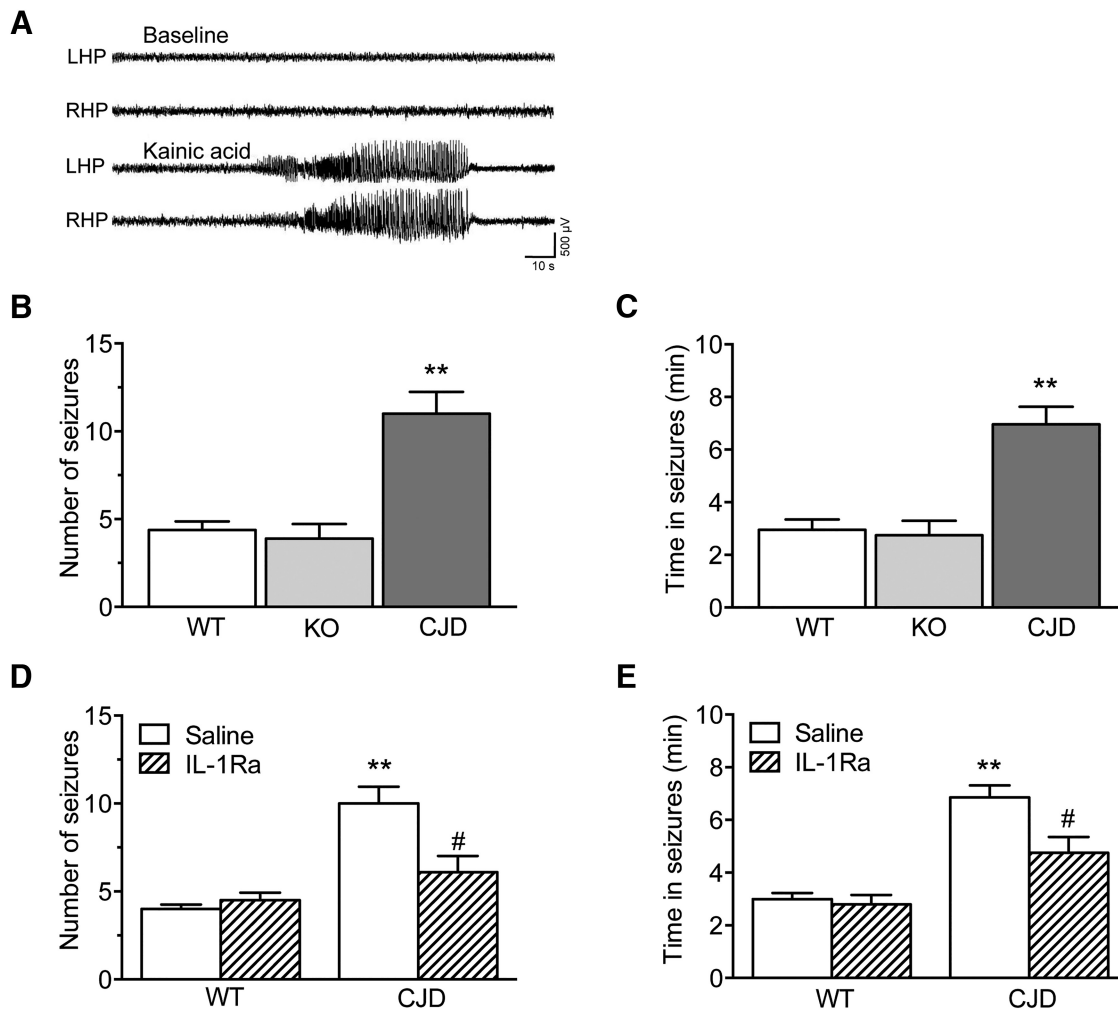 A
Baseline
LHP
RHP
Kainic acid
LHP
RHP
500 µV
10 s
B
Number of seizures
15
10
5
0
**
WT
KO
CJD
C
Time in seizures (min)
10
8
6
4
2
0
**
WT
KO
CJD
D
Number of seizures
15
10
5
0
Saline
IL-1Ra
**
#
WT
CJD
E
Time in seizures (min)
10
8
6
4
2
0
Saline
IL-1Ra
**
#
WT
CJD